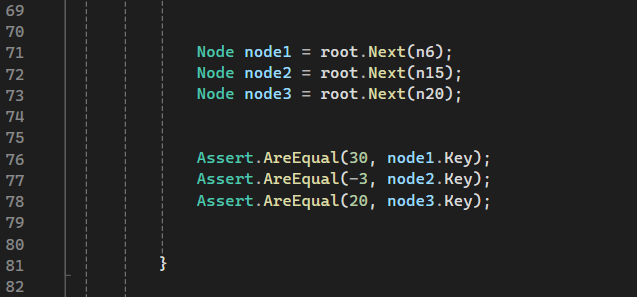 69
70
71 Node node1 = root.Next(n6);
72 Node node2 = root.Next(n15);
73 Node node3 = root.Next(n20);
74
75
76 Assert.AreEqual(30, node1.Key);
77 Assert.AreEqual(-3, node2.Key);
78 Assert.AreEqual(20, node3.Key);
79
80
81 }
82